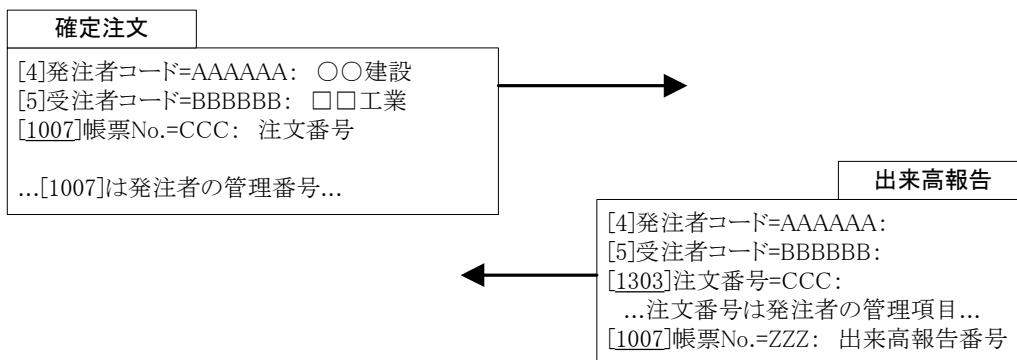 確定注文
[4]発注者コード=AAAAAA： ○○建設
[5]受注者コード=BBBBBB： □□工業
[1007]帳票No.=CCC： 注文番号
…[1007]は発注者の管理番号…
出来高報告
[4]発注者コード=AAAAAA：
[5]受注者コード=BBBBBB：
[1303]注文番号=CCC：
…注文番号は発注者の管理項目…
[1007]帳票No.=ZZZ： 出来高報告番号